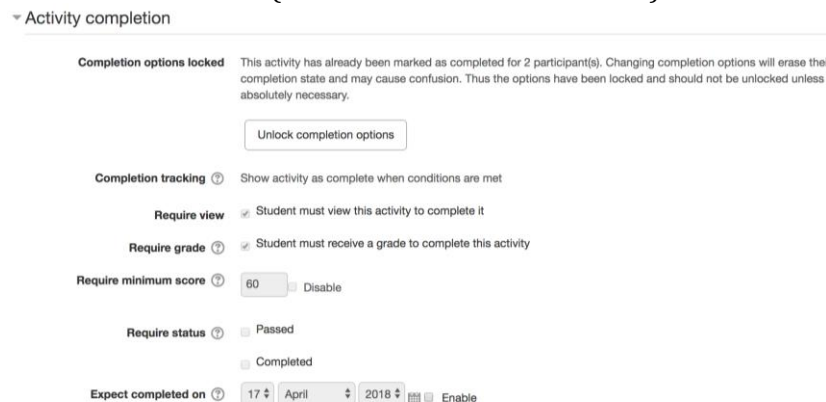 Activity completion
Completion options locked This activity has already been marked as completed for 2 participant(s). Changing completion options will erase the
completion state and may cause confusion. Thus the options have been locked and should not be unlocked unless
absolutely necessary.
Unlock completion options
Completion tracking Show activity as complete when conditions are met
Require view Student must view this activity to complete it
Require grade Student must receive a grade to complete this activity
Require minimum score 60 Disable
Require status Passed
Completed
Expect completed on 17 April 2018 Enable